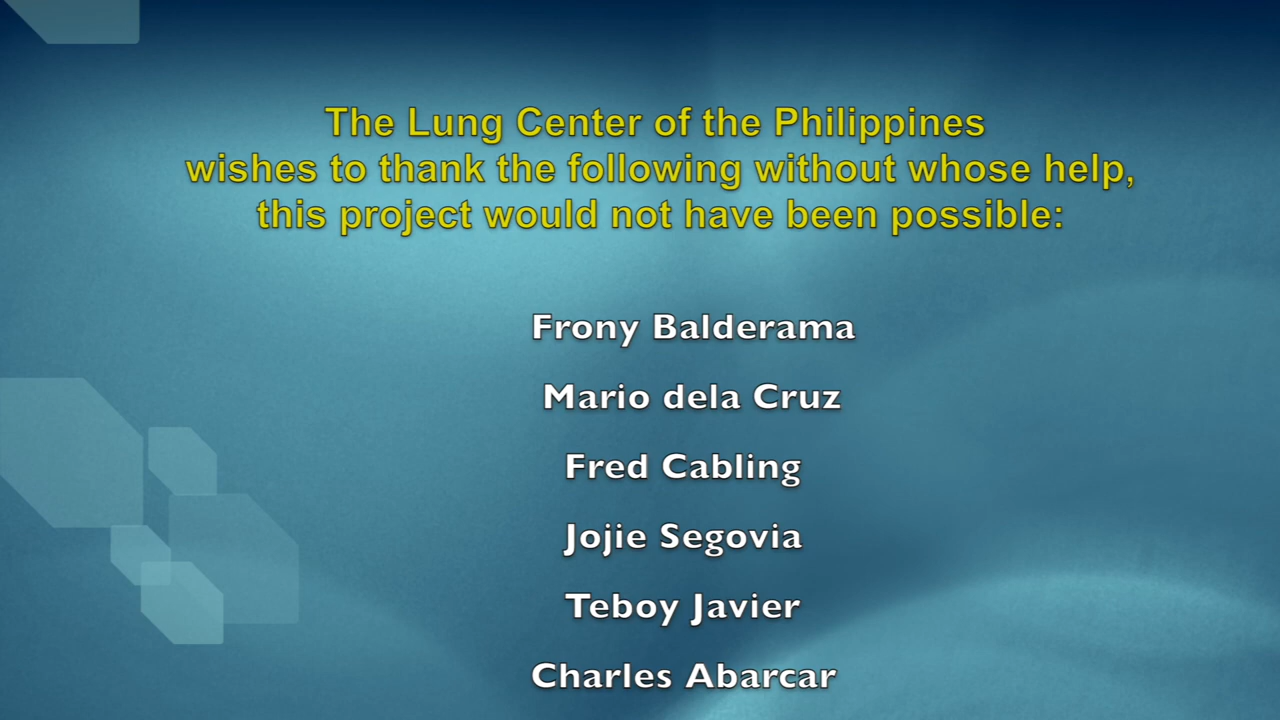 The Lung Center of the Philippines
wishes to thank the following without whose help,
this project would not have been possible:
Frony Balderama
Mario dela Cruz
Fred Cabling
Jojie Segovia
Teboy Javier
Charles Abarcar